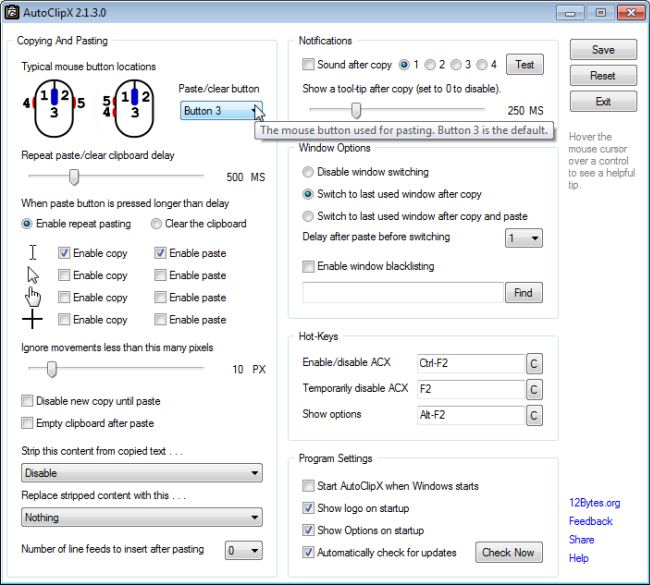 AutoClipX 2.1.3.0
Copying And Pasting
Typical mouse button locations
1 2
4 5
3
1 2
5
4 3
Paste/clear button
Button 3
The mouse button used for pasting. Button 3 is the default.
Repeat paste/clear clipboard delay
500 MS
When paste button is pressed longer than delay
Enable repeat pasting Clear the clipboard
Enable copy Enable paste
Enable copy Enable paste
Enable copy Enable paste
Enable copy Enable paste
Ignore movements less than this many pixels
10 PX
Disable new copy until paste
Empty clipboard after paste
Strip this content from copied text . . .
Disable
Replace stripped content with this . . .
Nothing
Number of line feeds to insert after pasting 0
Notifications
Sound after copy 1 2 3 4 Test
Show a tool-tip after copy (set to 0 to disable).
250 MS
Window Options
Disable window switching
Switch to last used window after copy
Switch to last used window after copy and paste
Delay after paste before switching 1
Enable window blacklisting
Find
Hot-Keys
Enable/disable ACX Ctrl-F2 C
Temporarily disable ACX F2 C
Show options Alt-F2 C
Program Settings
Start AutoClipX when Windows starts
Show logo on startup
Show Options on startup
Automatically check for updates Check Now
Save
Reset
Exit
Hover the
mouse cursor
over a control
to see a helpful
tip.
12Bytes.org
Feedback
Share
Help